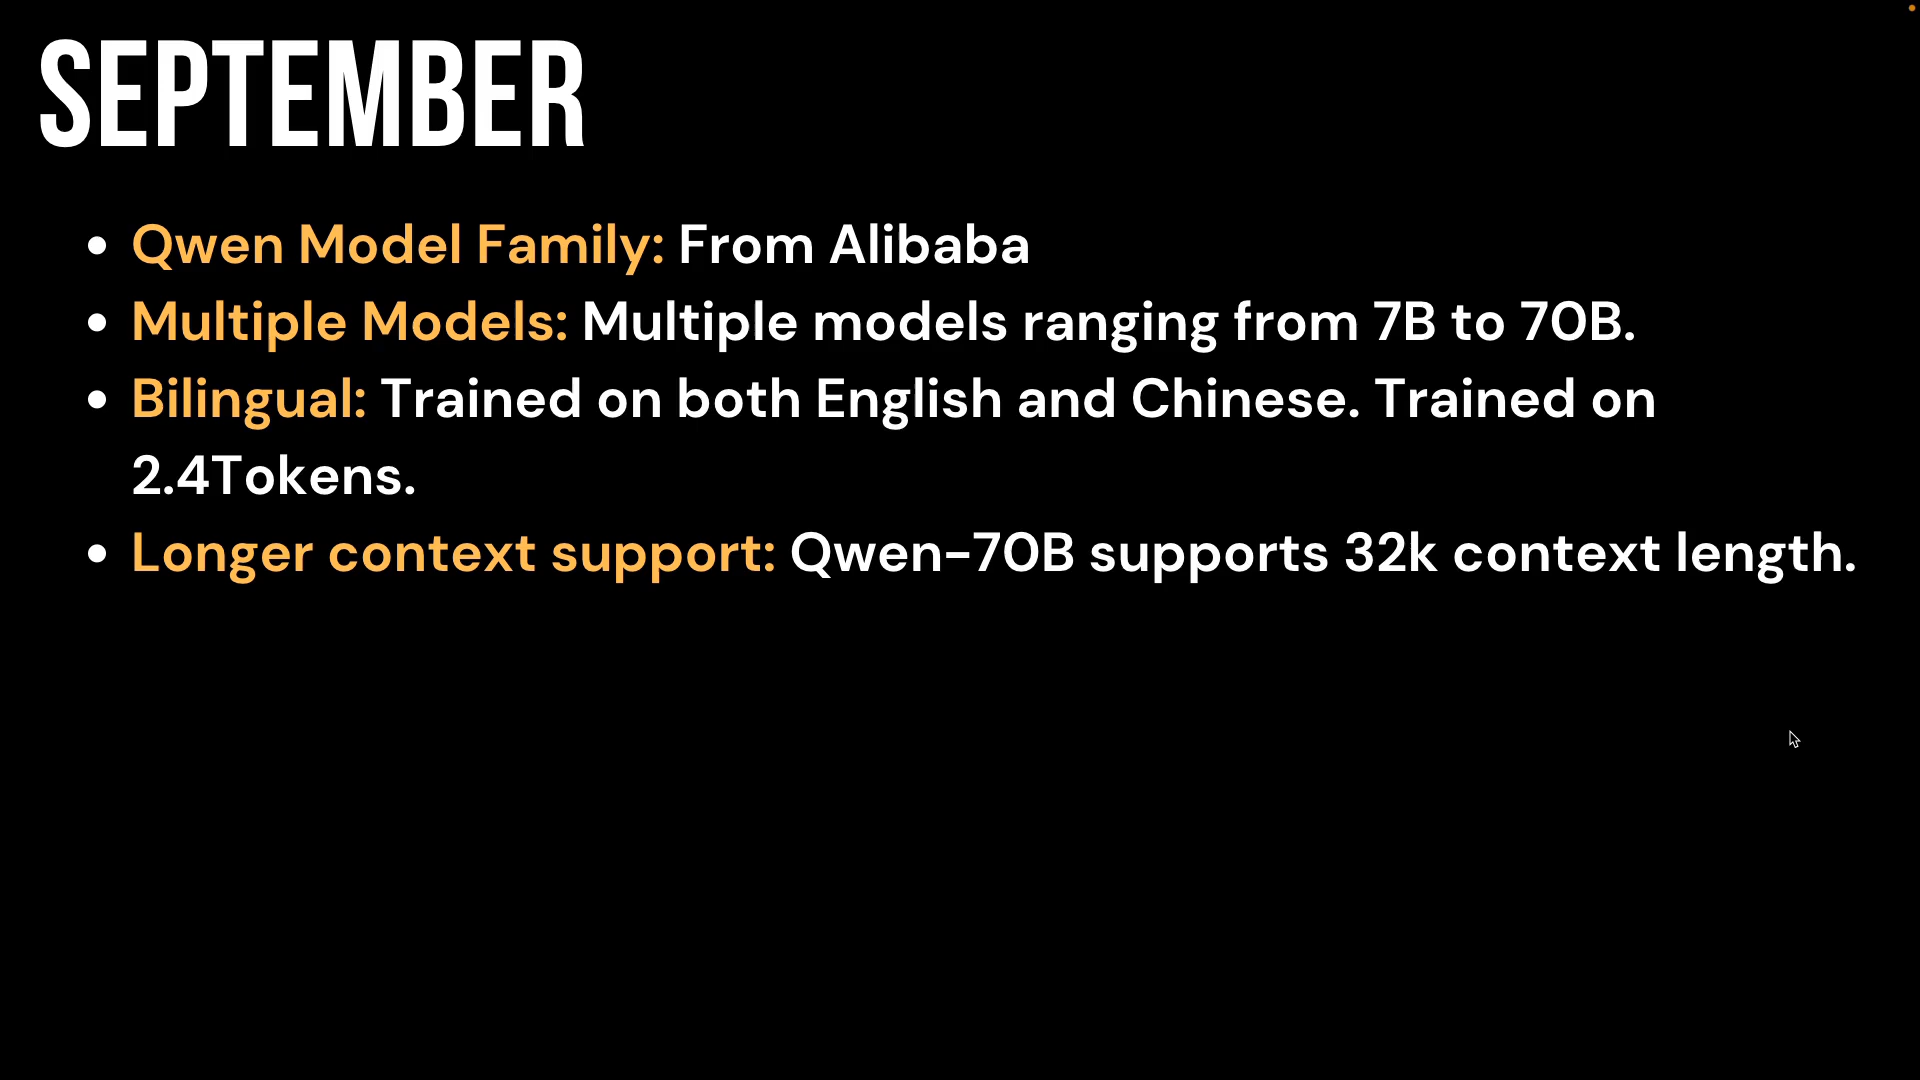 SEPTEMBER
• Qwen Model Family: From Alibaba
• Multiple Models: Multiple models ranging from 7B to 70B.
• Bilingual: Trained on both English and Chinese. Trained on
2.4Tokens.
• Longer context support: Qwen-70B supports 32k context length.